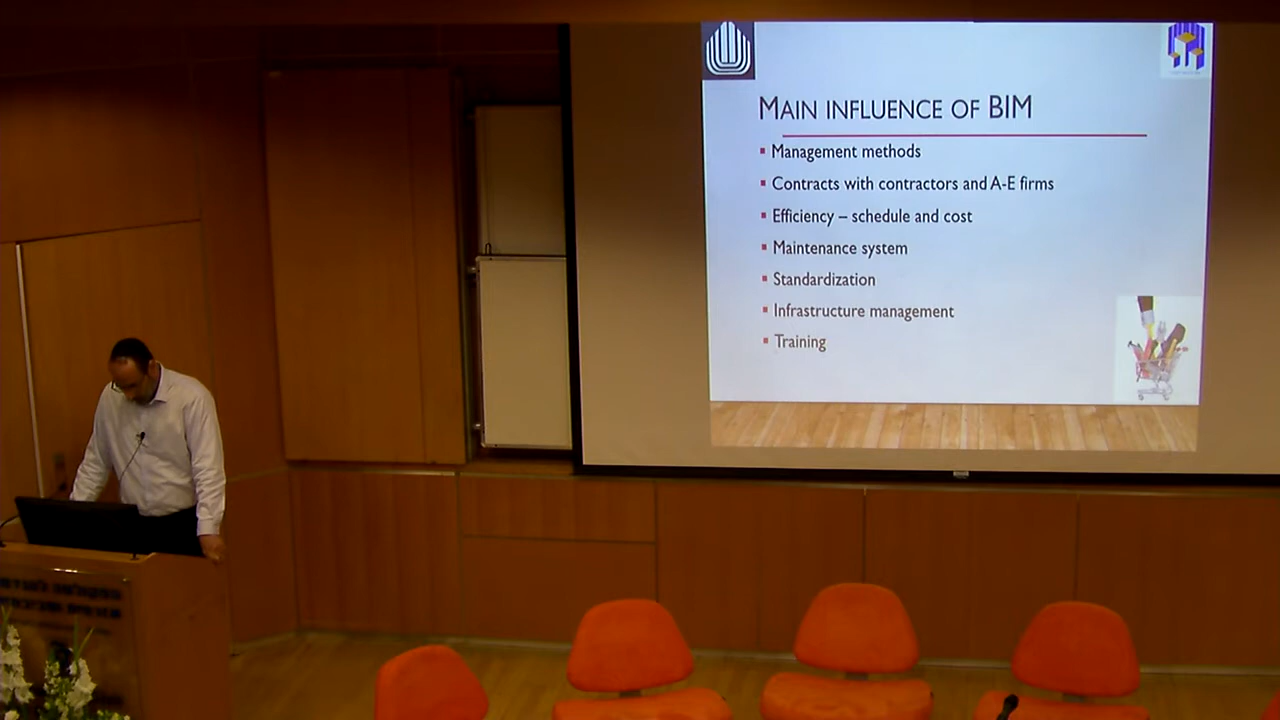 MAIN INFLUENCE OF BIM
▪ Management methods
▪ Contracts with contractors and A-E firms
▪ Efficiency – schedule and cost
▪ Maintenance system
▪ Standardization
▪ Infrastructure management
▪ Training